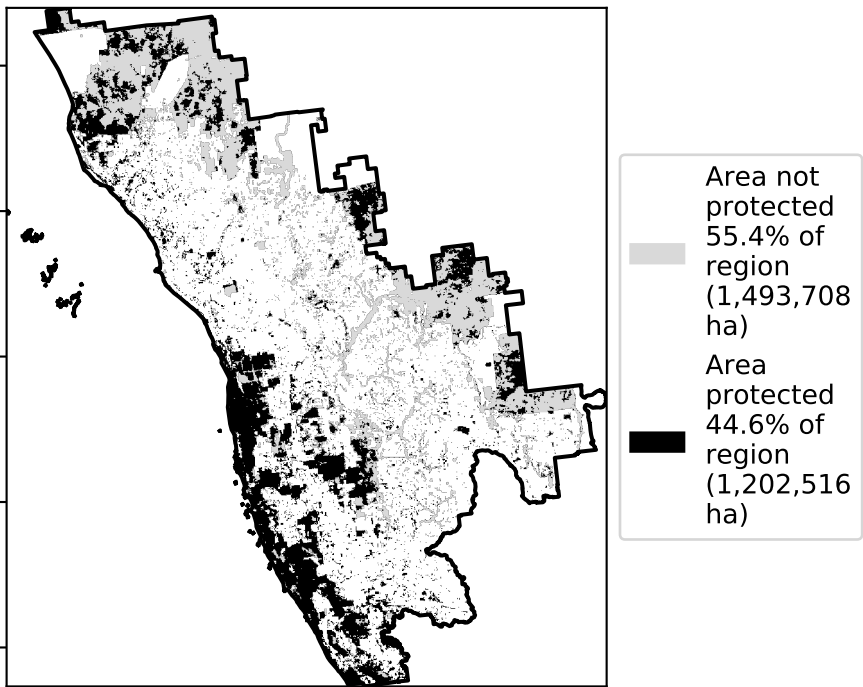 Area not
protected
55.4% of
region
(1,493,708
ha)
Area
protected
44.6% of
region
(1,202,516
ha)